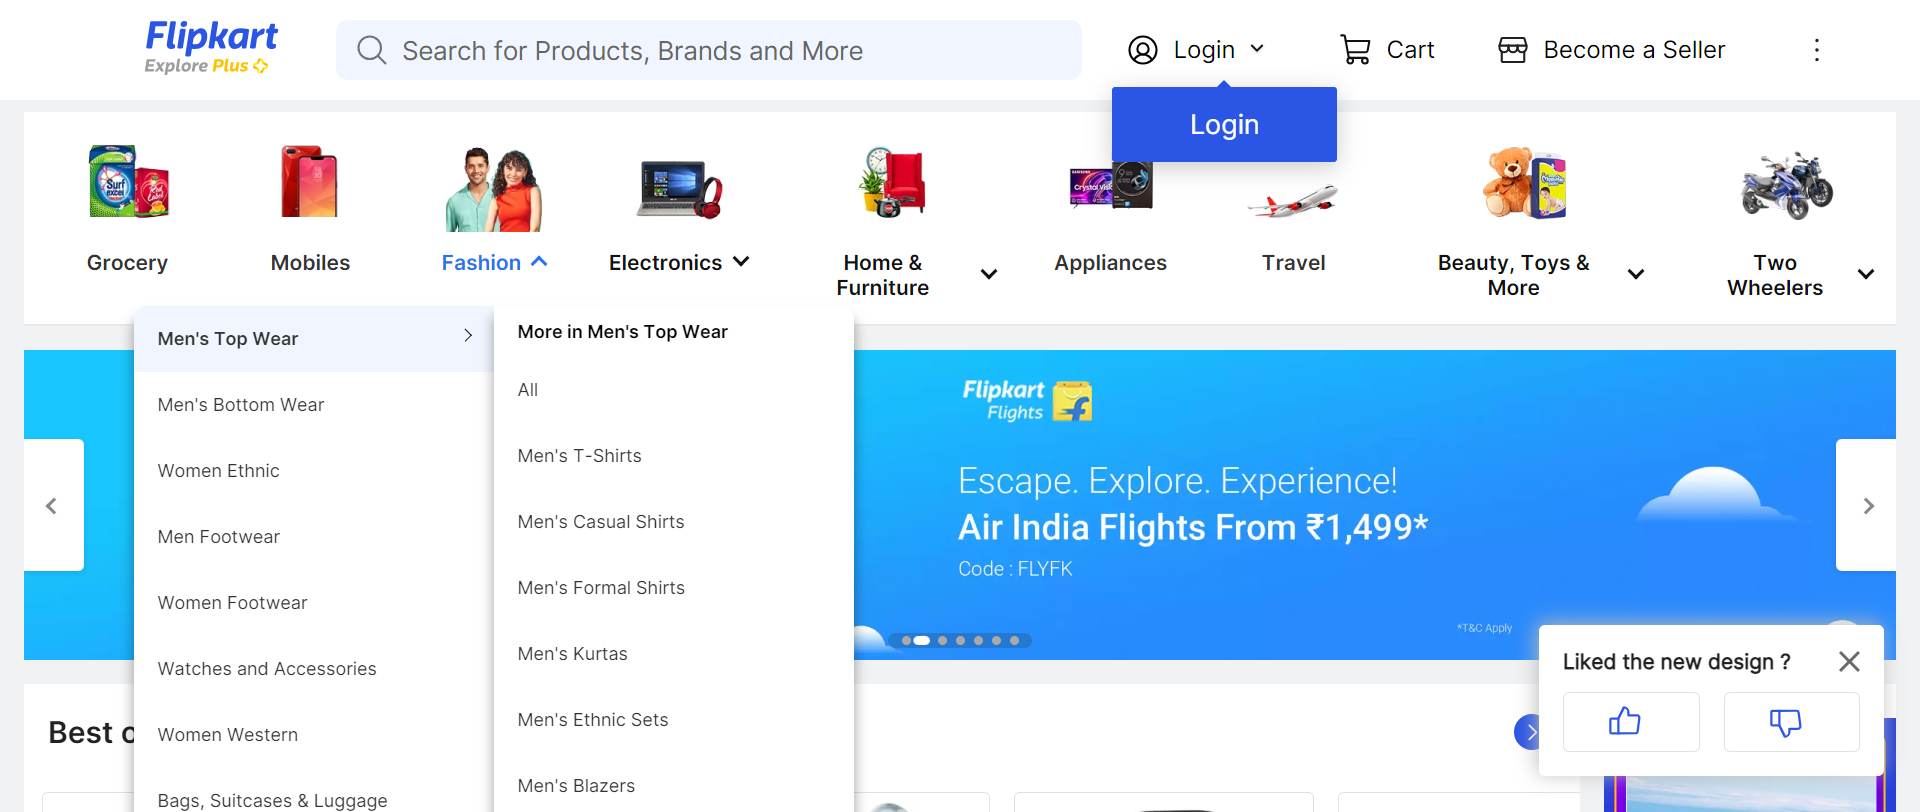 Flipkart
Explore Plus
Search for Products, Brands and More
Login
Cart
Become a Seller
Login
Grocery
Mobiles
Fashion
Electronics
Home &
Furniture
Appliances
Travel
Beauty, Toys &
More
Two
Wheelers
Men's Top Wear
Men's Bottom Wear
Women Ethnic
Men Footwear
Women Footwear
Watches and Accessories
Women Western
Bags, Suitcases & Luggage
More in Men's Top Wear
All
Men's T-Shirts
Men's Casual Shirts
Men's Formal Shirts
Men's Kurtas
Men's Ethnic Sets
Men's Blazers
Flipkart
Flights
Escape. Explore. Experience!
Air India Flights From ₹1,499*
Code : FLYFK
*T&C Apply
Best
Liked the new design ?